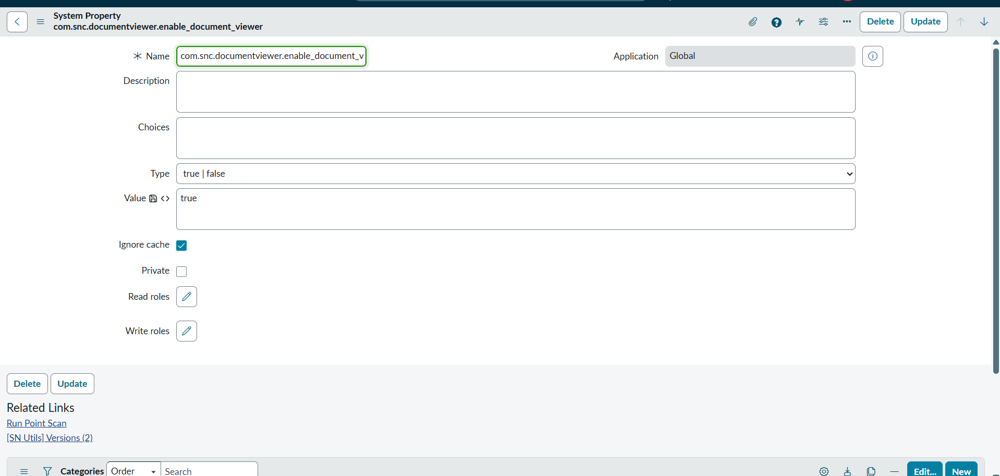 System Property
com.snc.documentviewer.enable_document_viewer
Delete
Update
Name
com.snc.documentviewer.enable_document_v
Application
Global
Description
Choices
Type
true | false
Value
true
Ignore cache
Private
Read roles
Write roles
Delete
Update
Related Links
Run Point Scan
[SN Utils] Versions (2)
Categories
Order
Search
Edit...
New